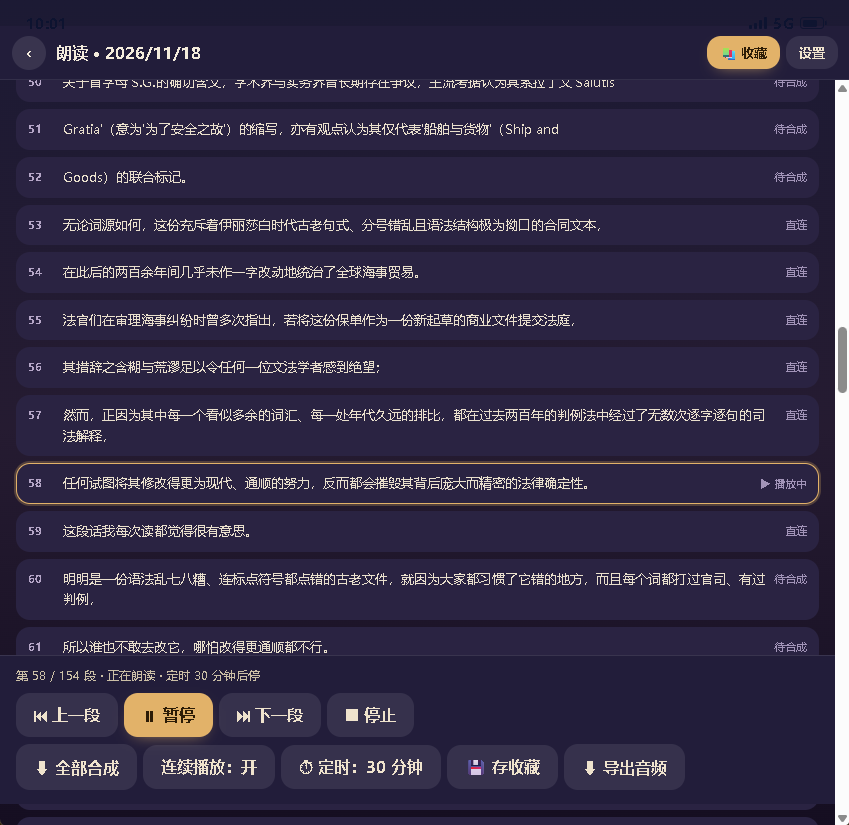 10:01
5G
朗读 • 2026/11/18
收藏
设置
50 关于首字母 S.G.的确切含义，学术界与实务界曾长期存在争议，主流考据认为其系拉丁文'Salutis 待合成
51 Gratia'（意为'为了安全之故'）的缩写，亦有观点认为其仅代表'船舶与货物'（Ship and 待合成
52 Goods）的联合标记。 待合成
53 无论词源如何，这份充斥着伊丽莎白时代古老句式、分号错乱且语法结构极为拗口的合同文本， 直连
54 在此后的两百余年间几乎未作一字改动地统治了全球海事贸易。 直连
55 法官们在审理海事纠纷时曾多次指出，若将这份保单作为一份新起草的商业文件提交法庭， 直连
56 其措辞之含糊与荒谬足以令任何一位文法学者感到绝望； 直连
57 然而，正因为其中每一个看似多余的词汇、每一处年代久远的排比，都在过去两百年的判例法中经过了无数次逐字逐句的司 直连
法解释，
58 任何试图将其修改得更为现代、通顺的努力，反而都会摧毁其背后庞大而精密的法律确定性。 ▶ 播放中
59 这段话我每次读都觉得很有意思。 直连
60 明明是一份语法乱七八糟、连标点符号都点错的古老文件，就因为大家都习惯了它错的地方，而且每个词都打过官司、有过 待合成
判例，
61 所以谁也不敢去改它，哪怕改得更通顺都不行。 待合成
第 58 / 154 段 · 正在朗读 · 定时 30 分钟后停
⏮ 上一段 ⏸ 暂停 ⏭ 下一段 ⏹ 停止
⬇ 全部合成 连续播放：开 ⏱ 定时：30 分钟 💾 存收藏 ⬇ 导出音频